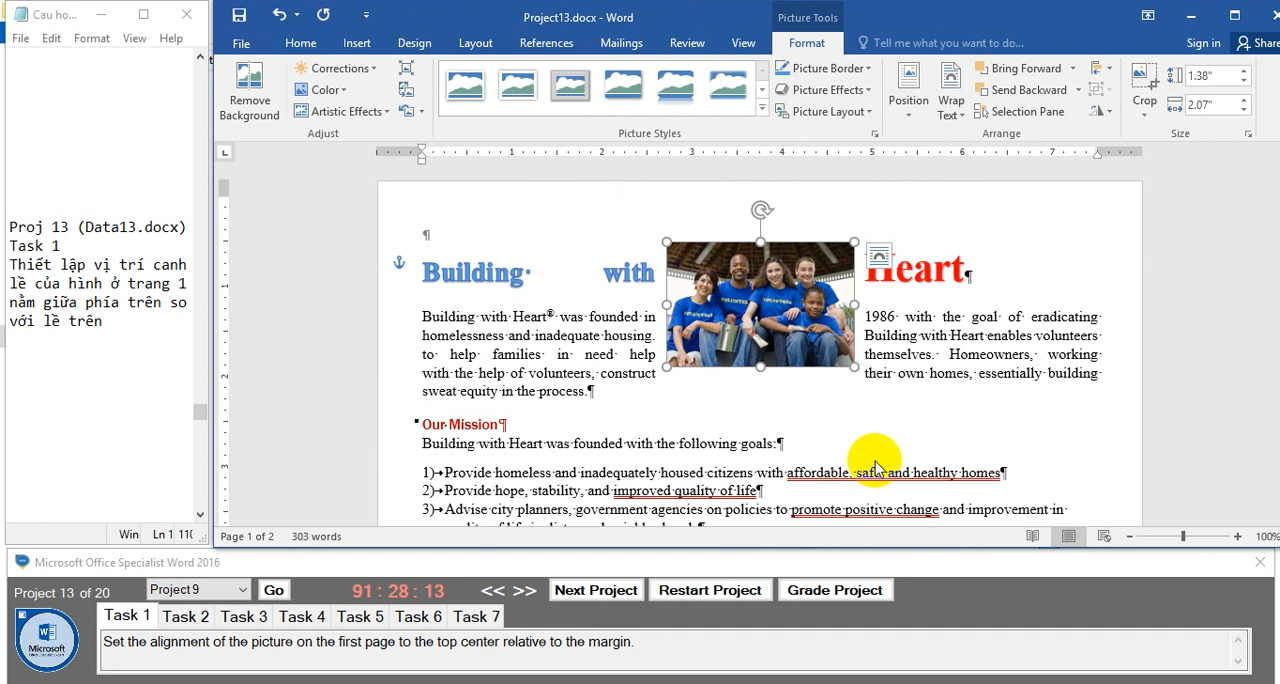 Cau ho...
File Edit Format View Help
Proj 13 (Data13.docx)
Task 1
Thiết lập vị trí canh
lề của hình ở trang 1
nằm giữa phía trên so
với lề trên
Win Ln 1
Project13.docx - Word
Picture Tools
File Home Insert Design Layout References Mailings Review View Format Tell me what you want to do... Sign in Share
Remove Background
Corrections
Color
Artistic Effects
Adjust
Picture Styles
Picture Border
Picture Effects
Picture Layout
Position
Wrap Text
Bring Forward
Send Backward
Selection Pane
Arrange
Crop
1.38"
2.07"
Size
1 2 3 4 5 6 7
Building with Heart¶
Building with Heart®. was founded in 1986 with the goal of eradicating
homelessness and inadequate housing. Building with Heart enables volunteers
to help families in need help themselves. Homeowners, working
with the help of volunteers, construct their own homes, essentially building
sweat equity in the process.¶
Our Mission¶
Building with Heart was founded with the following goals:¶
1)→Provide homeless and inadequately housed citizens with affordable, safe and healthy homes¶
2)→Provide hope, stability, and improved quality of life¶
3)→Advise city planners, government agencies on policies to promote positive change and improvement in
Page 1 of 2 303 words
100%
Microsoft Office Specialist Word 2016
Project 13 of 20 Project9 Go 91 : 28 : 13 << >> Next Project Restart Project Grade Project
Task 1 Task 2 Task 3 Task 4 Task 5 Task 6 Task 7
Microsoft
Set the alignment of the picture on the first page to the top center relative to the margin.